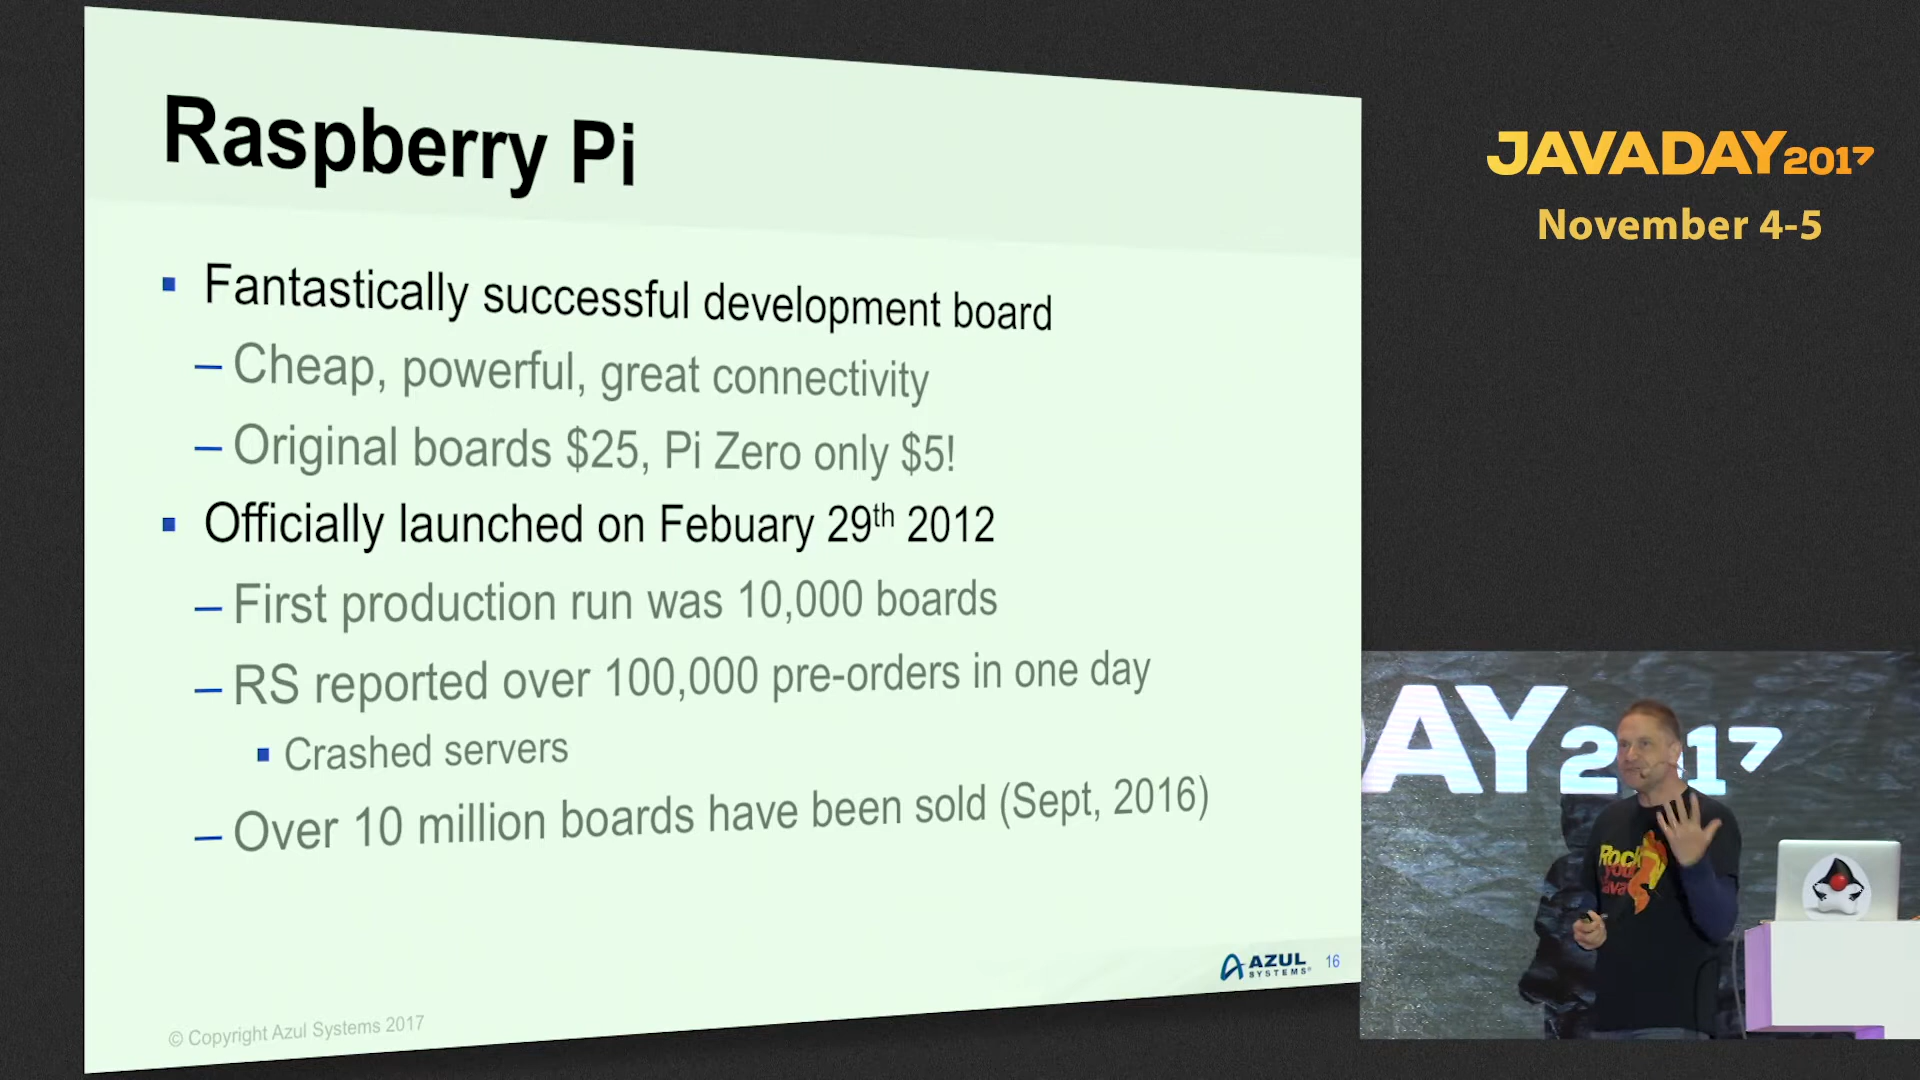 Raspberry Pi
▪ Fantastically successful development board
– Cheap, powerful, great connectivity
– Original boards $25, Pi Zero only $5!
▪ Officially launched on Febuary 29th 2012
– First production run was 10,000 boards
– RS reported over 100,000 pre-orders in one day
▪ Crashed servers
– Over 10 million boards have been sold (Sept, 2016)
AZUL
SYSTEMS®
16
© Copyright Azul Systems 2017
JAVADAY2017
November 4-5
AY2017
Rock
your
Java